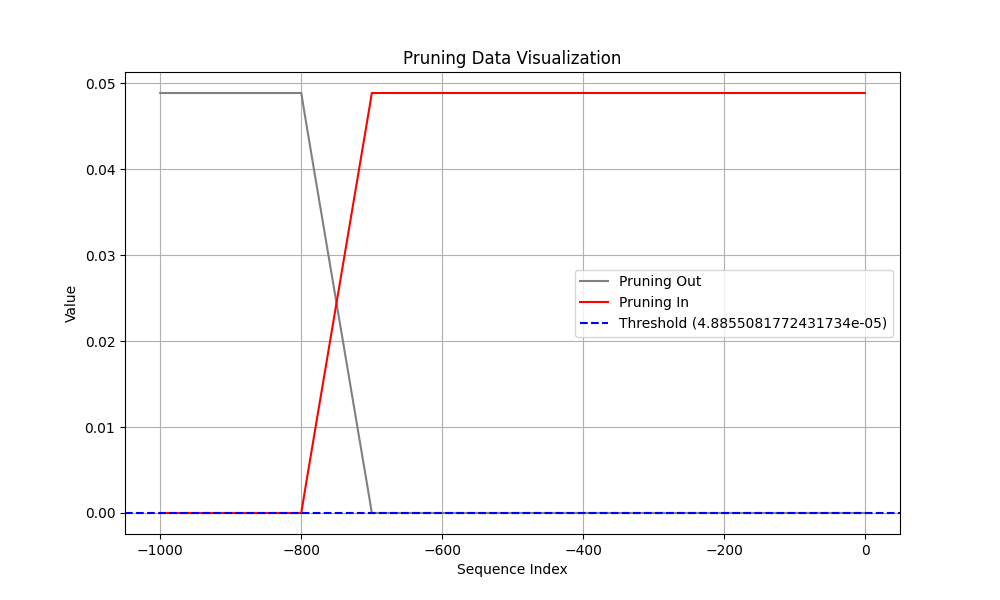 Pruning Data Visualization
0.05
0.04
0.03
0.02
0.01
0.00
Value
Pruning Out
Pruning In
Threshold (4.8855081772431734e-05)
−1000
−800
−600
−400
−200
0
Sequence Index